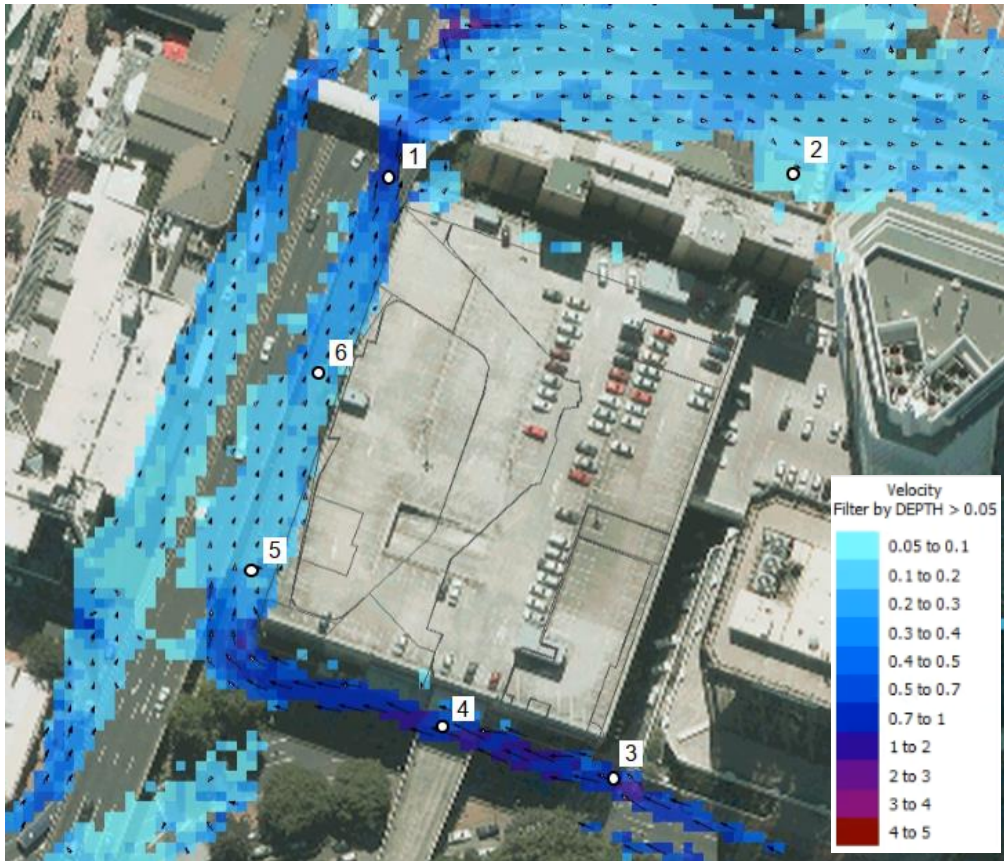 1
2
6
5
4
3
Velocity
Filter by DEPTH > 0.05
0.05 to 0.1
0.1 to 0.2
0.2 to 0.3
0.3 to 0.4
0.4 to 0.5
0.5 to 0.7
0.7 to 1
1 to 2
2 to 3
3 to 4
4 to 5